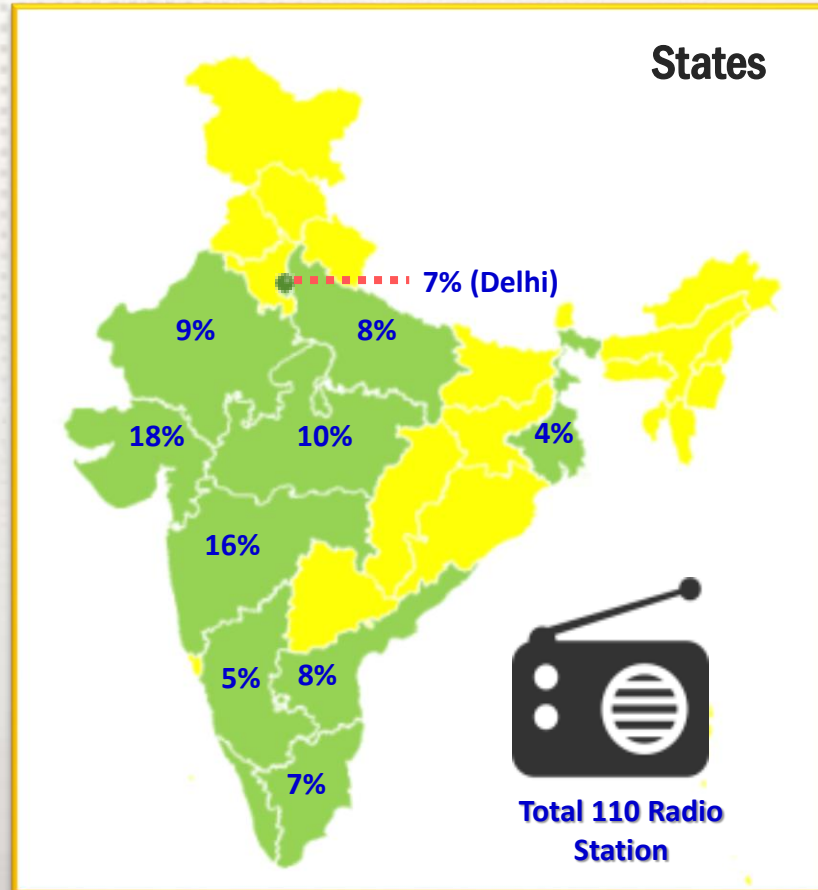 States
7% (Delhi)
9%
8%
18%
10%
4%
16%
5%
8%
7%
Total 110 Radio
Station